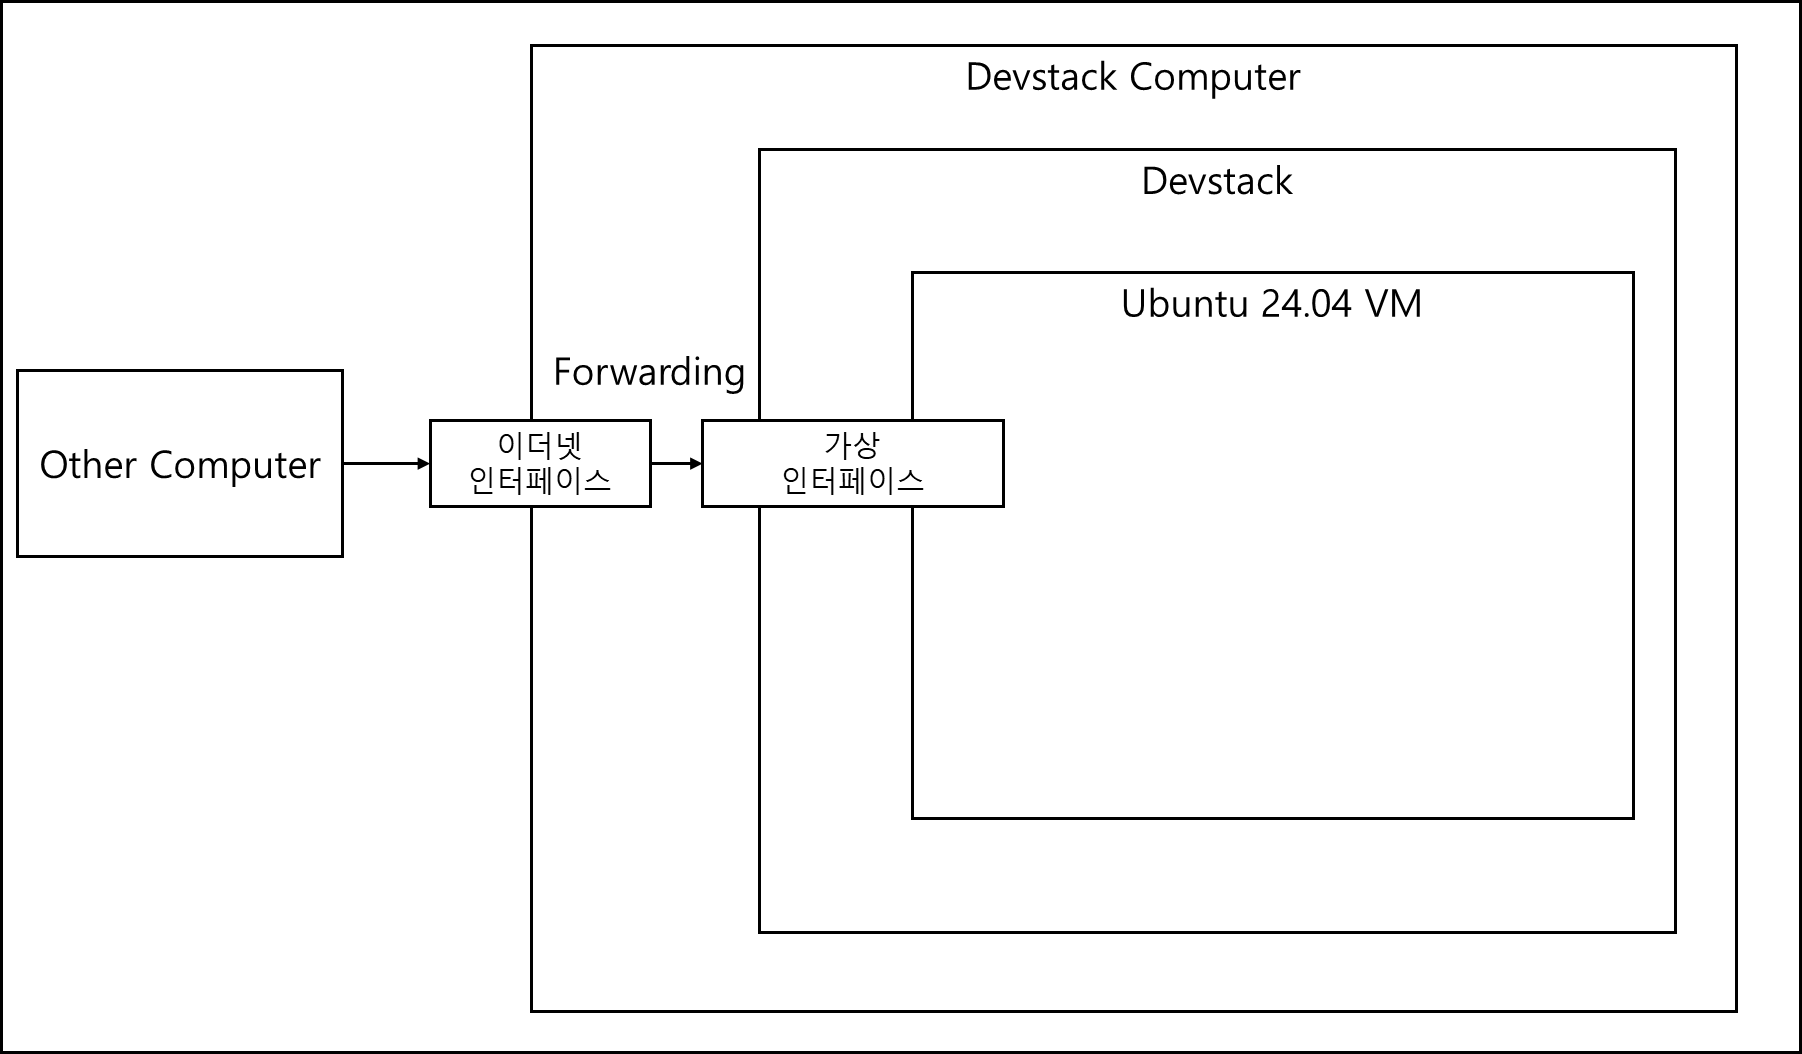 Devstack Computer
Devstack
Ubuntu 24.04 VM
Forwarding
Other Computer
이더넷
인터페이스
가상
인터페이스